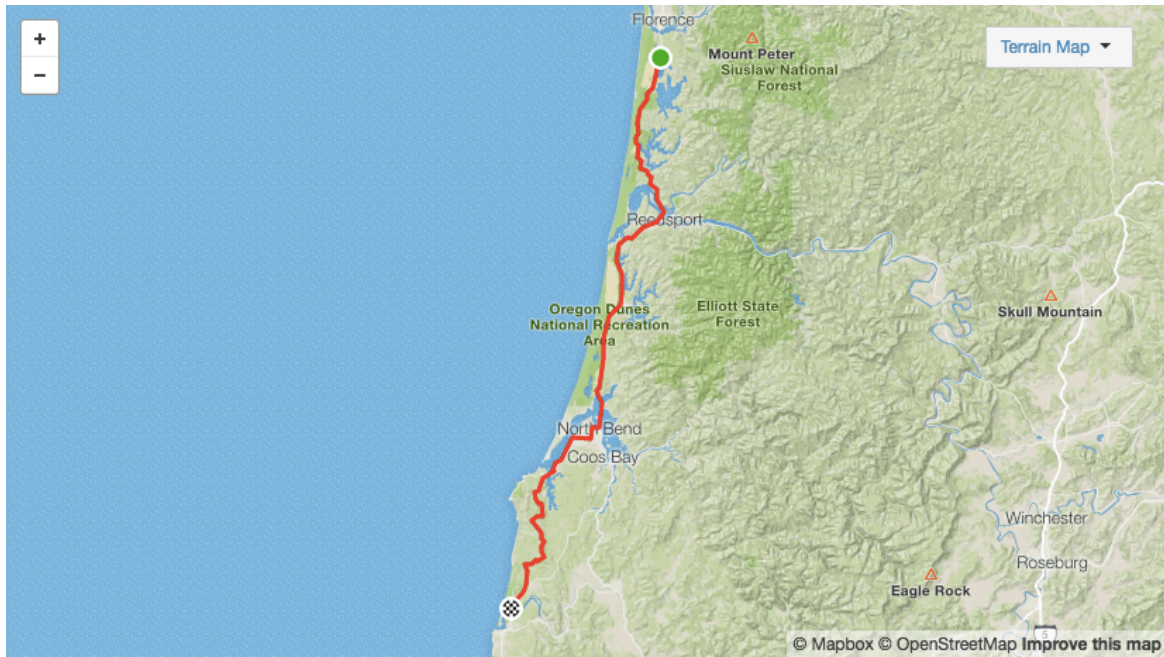 +
−
Florence
Mount Peter
Siuslaw National
Forest
Terrain Map
Reedsport
Oregon Dunes
National Recreation
Area
Elliott State
Forest
Skull Mountain
North Bend
Coos Bay
Winchester
Roseburg
Eagle Rock
5
© Mapbox © OpenStreetMap Improve this map